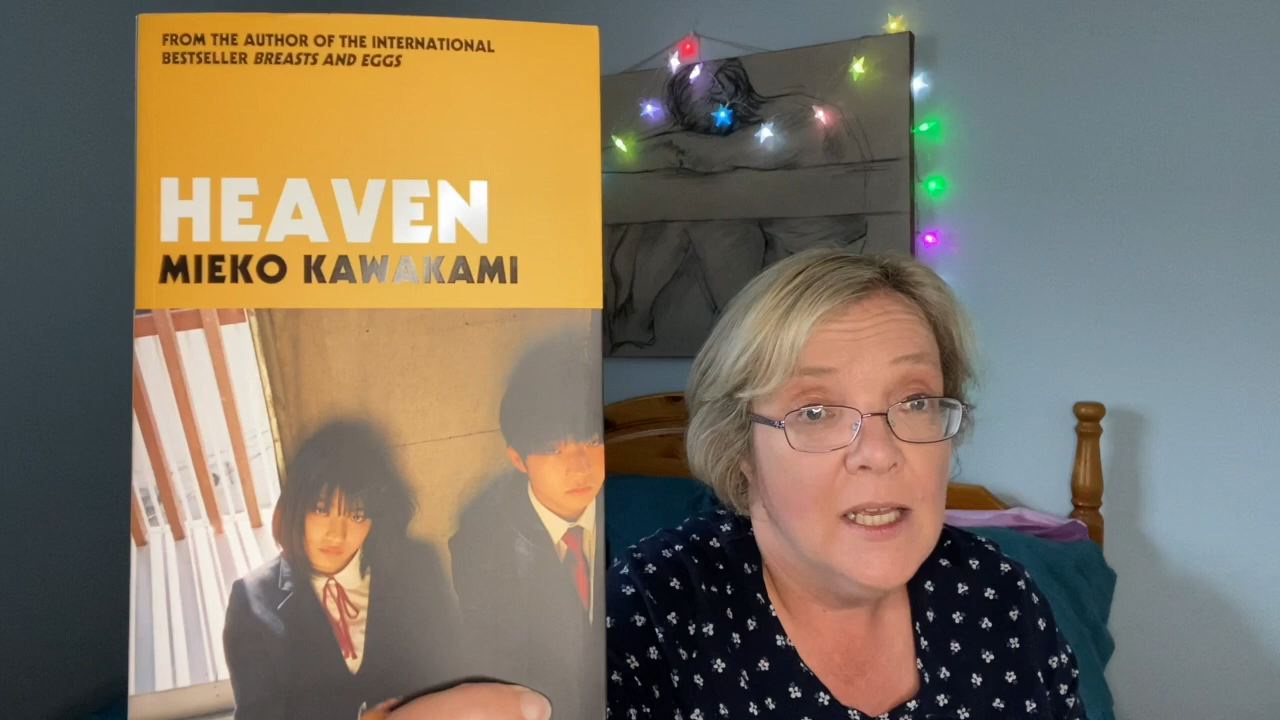 FROM THE AUTHOR OF THE INTERNATIONAL
BESTSELLER BREASTS AND EGGS
HEAVEN
MIEKO KAWAKAMI